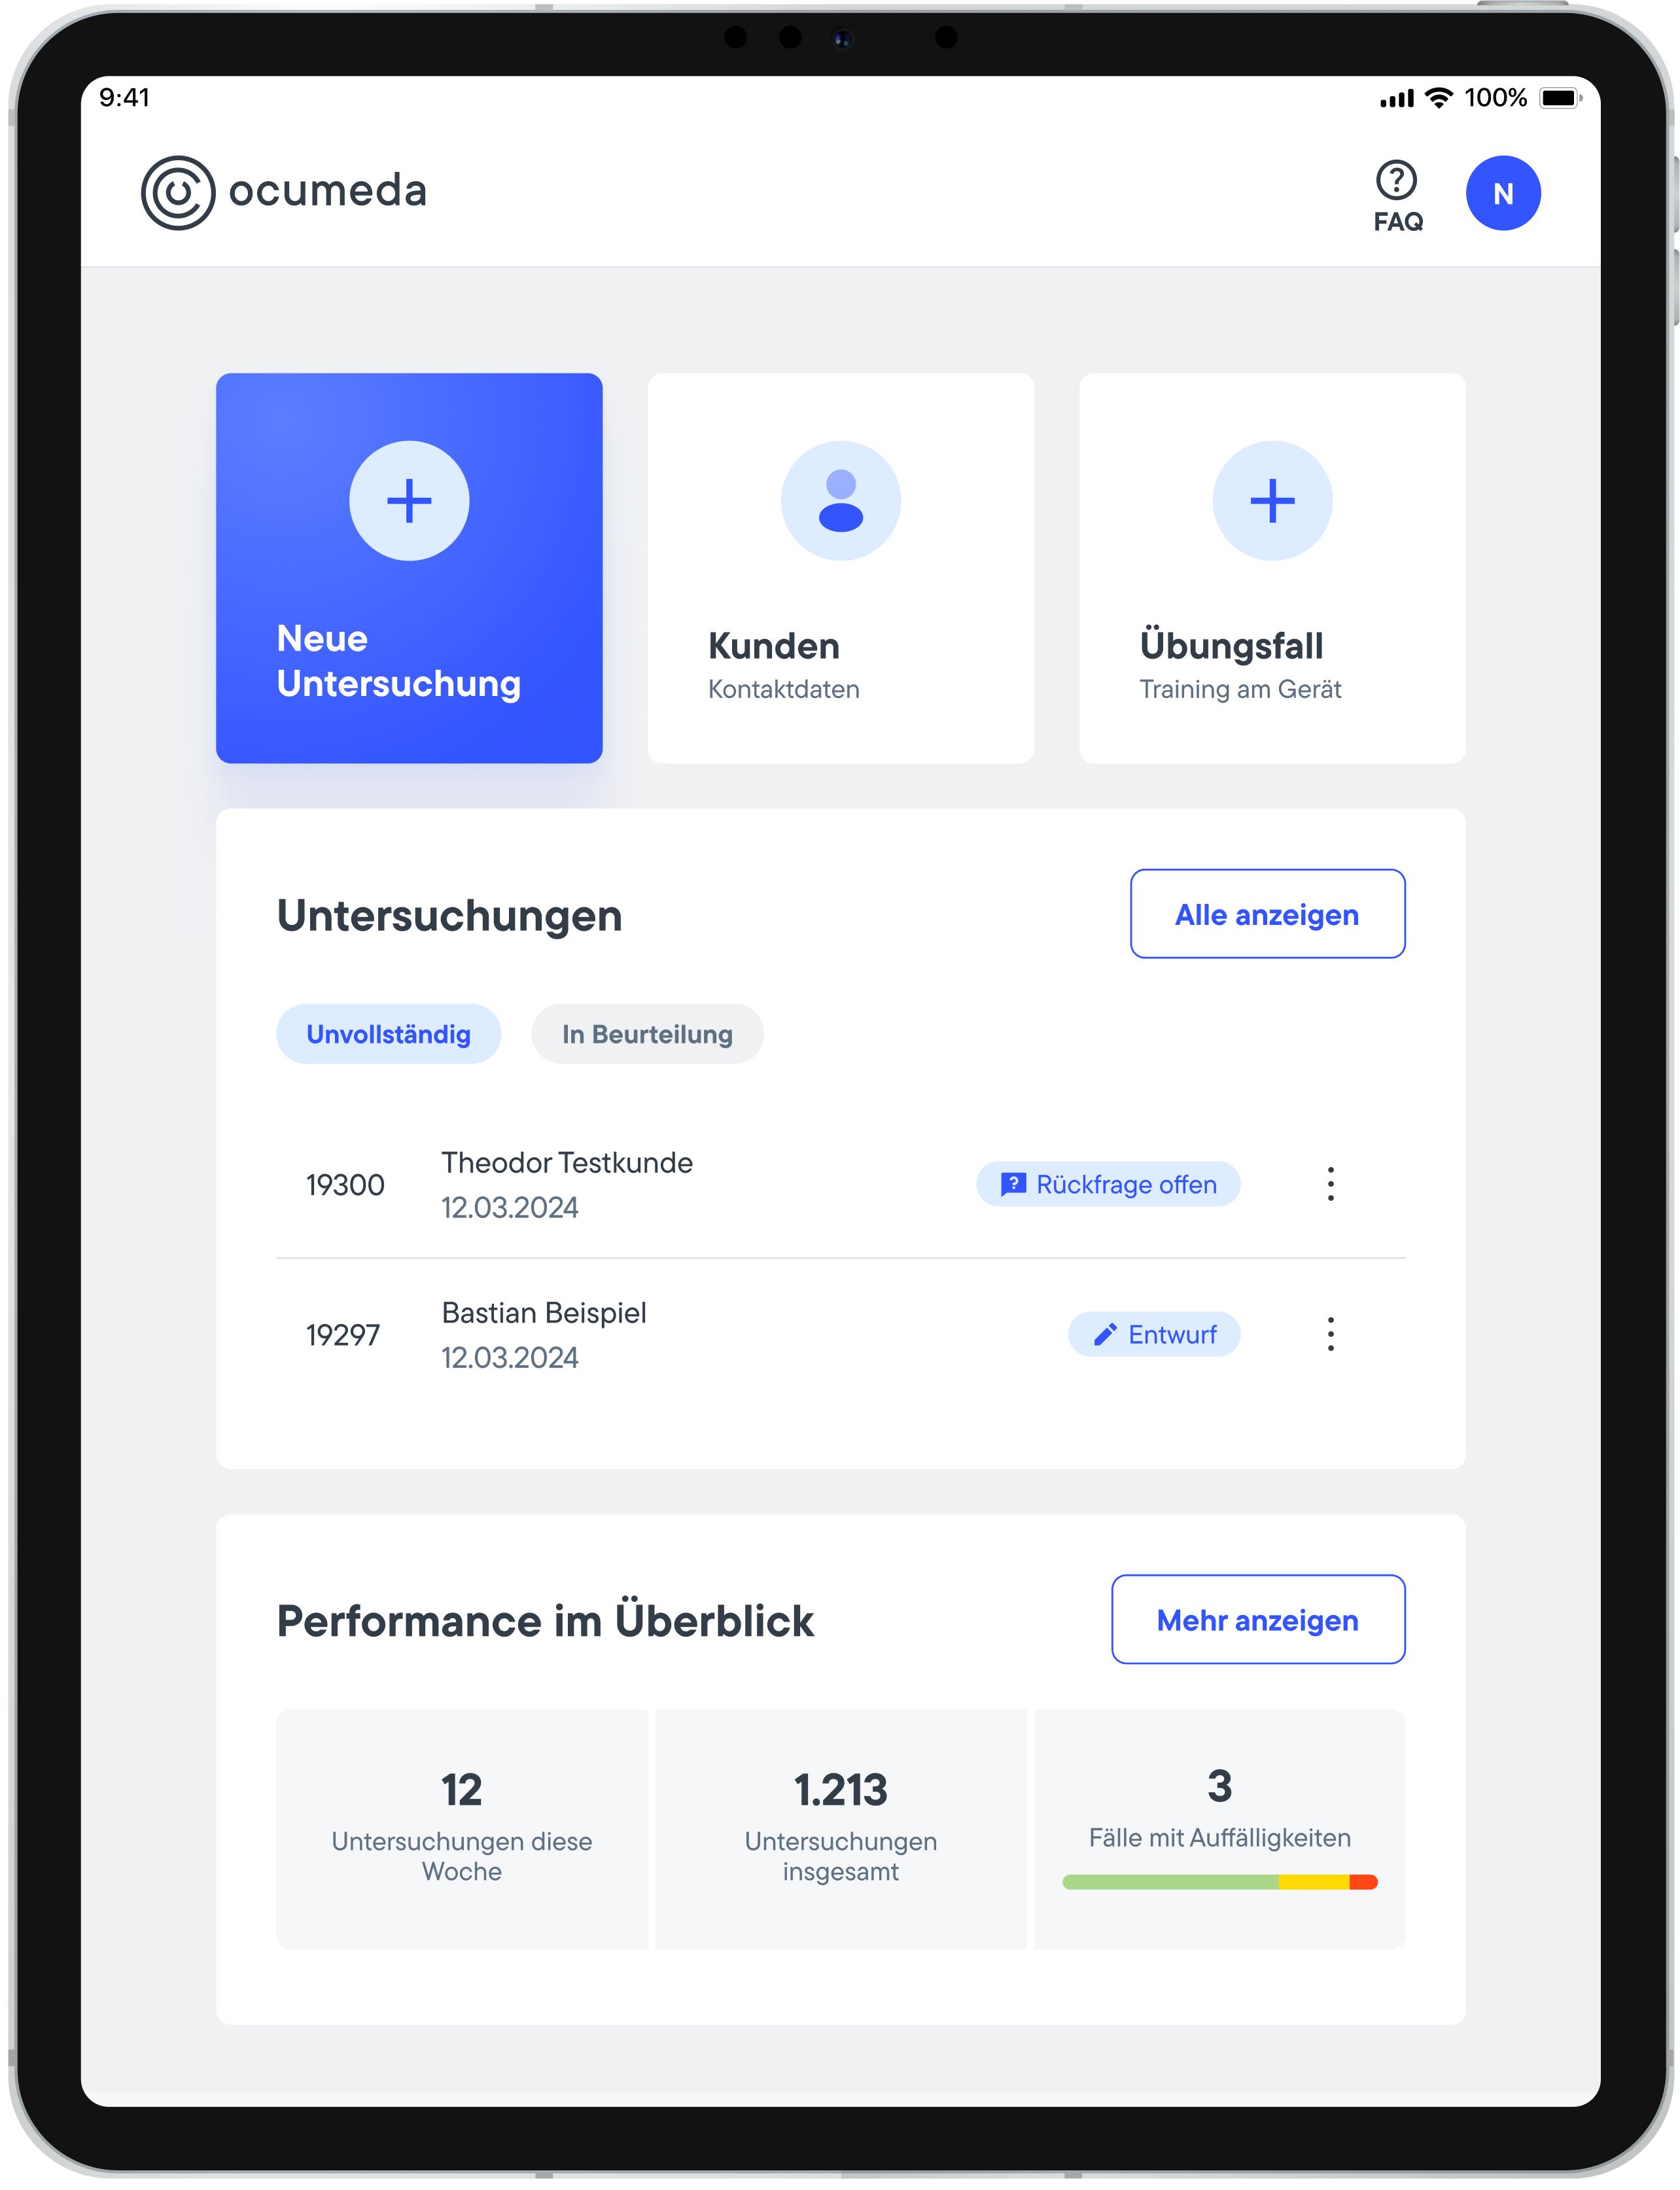 9:41
100%
ocumeda
FAQ
N
Neue
Untersuchung
Kunden
Kontaktdaten
Übungsfall
Training am Gerät
Untersuchungen
Alle anzeigen
Unvollständig
In Beurteilung
19300
Theodor Testkunde
12.03.2024
Rückfrage offen
19297
Bastian Beispiel
12.03.2024
Entwurf
Performance im Überblick
Mehr anzeigen
12
Untersuchungen diese
Woche
1.213
Untersuchungen
insgesamt
3
Fälle mit Auffälligkeiten